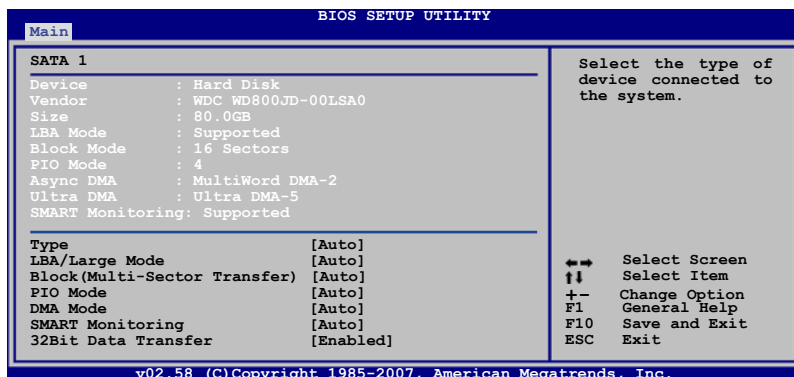 BIOS SETUP UTILITY
Main
SATA 1
Device : Hard Disk
Vendor : WDC WD800JD-00LSA0
Size : 80.0GB
LBA Mode : Supported
Block Mode : 16 Sectors
PIO Mode : 4
Async DMA : MultiWord DMA-2
Ultra DMA : Ultra DMA-5
SMART Monitoring: Supported
Type [Auto]
LBA/Large Mode [Auto]
Block(Multi-Sector Transfer) [Auto]
PIO Mode [Auto]
DMA Mode [Auto]
SMART Monitoring [Auto]
32Bit Data Transfer [Enabled]
Select the type of
device connected to
the system.
←→ Select Screen
↑↓ Select Item
+- Change Option
F1 General Help
F10 Save and Exit
ESC Exit
v02.58 (C)Copyright 1985-2007, American Megatrends, Inc.